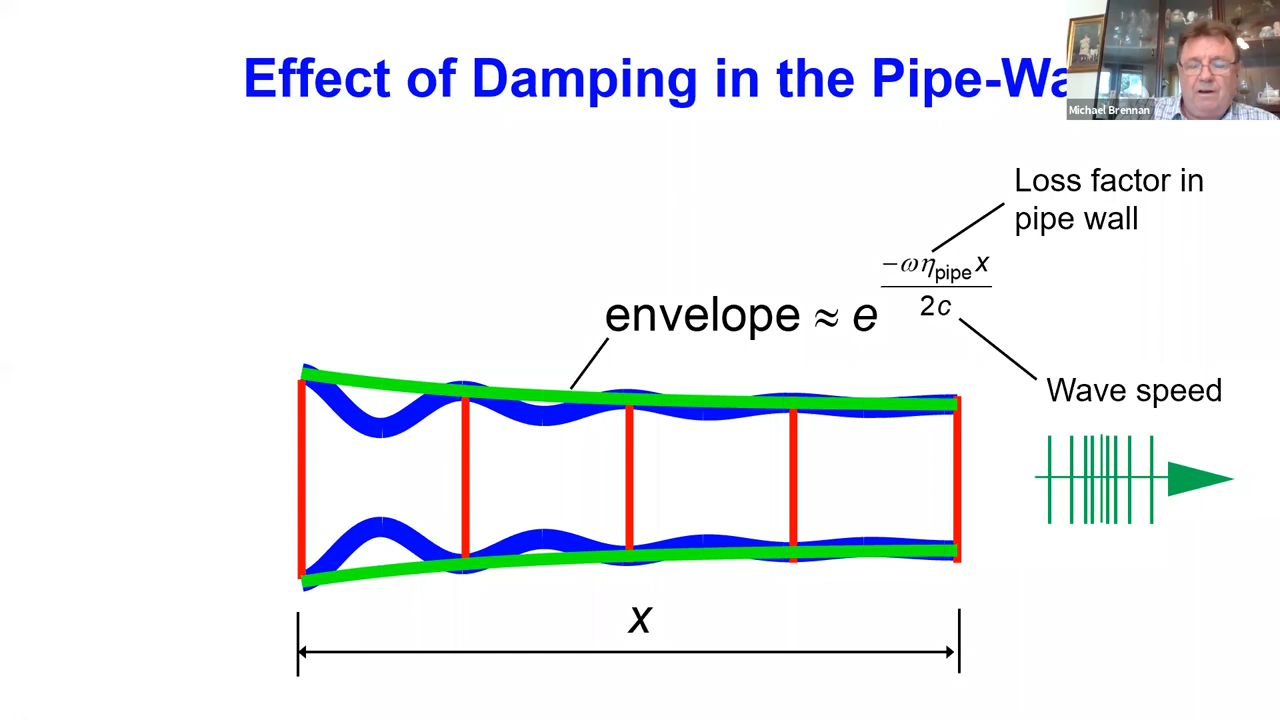 Effect of Damping in the Pipe-Wa
Michael Brennan
Loss factor in
pipe wall
envelope ≈ e
−ωη_pipe x
2c
Wave speed
x